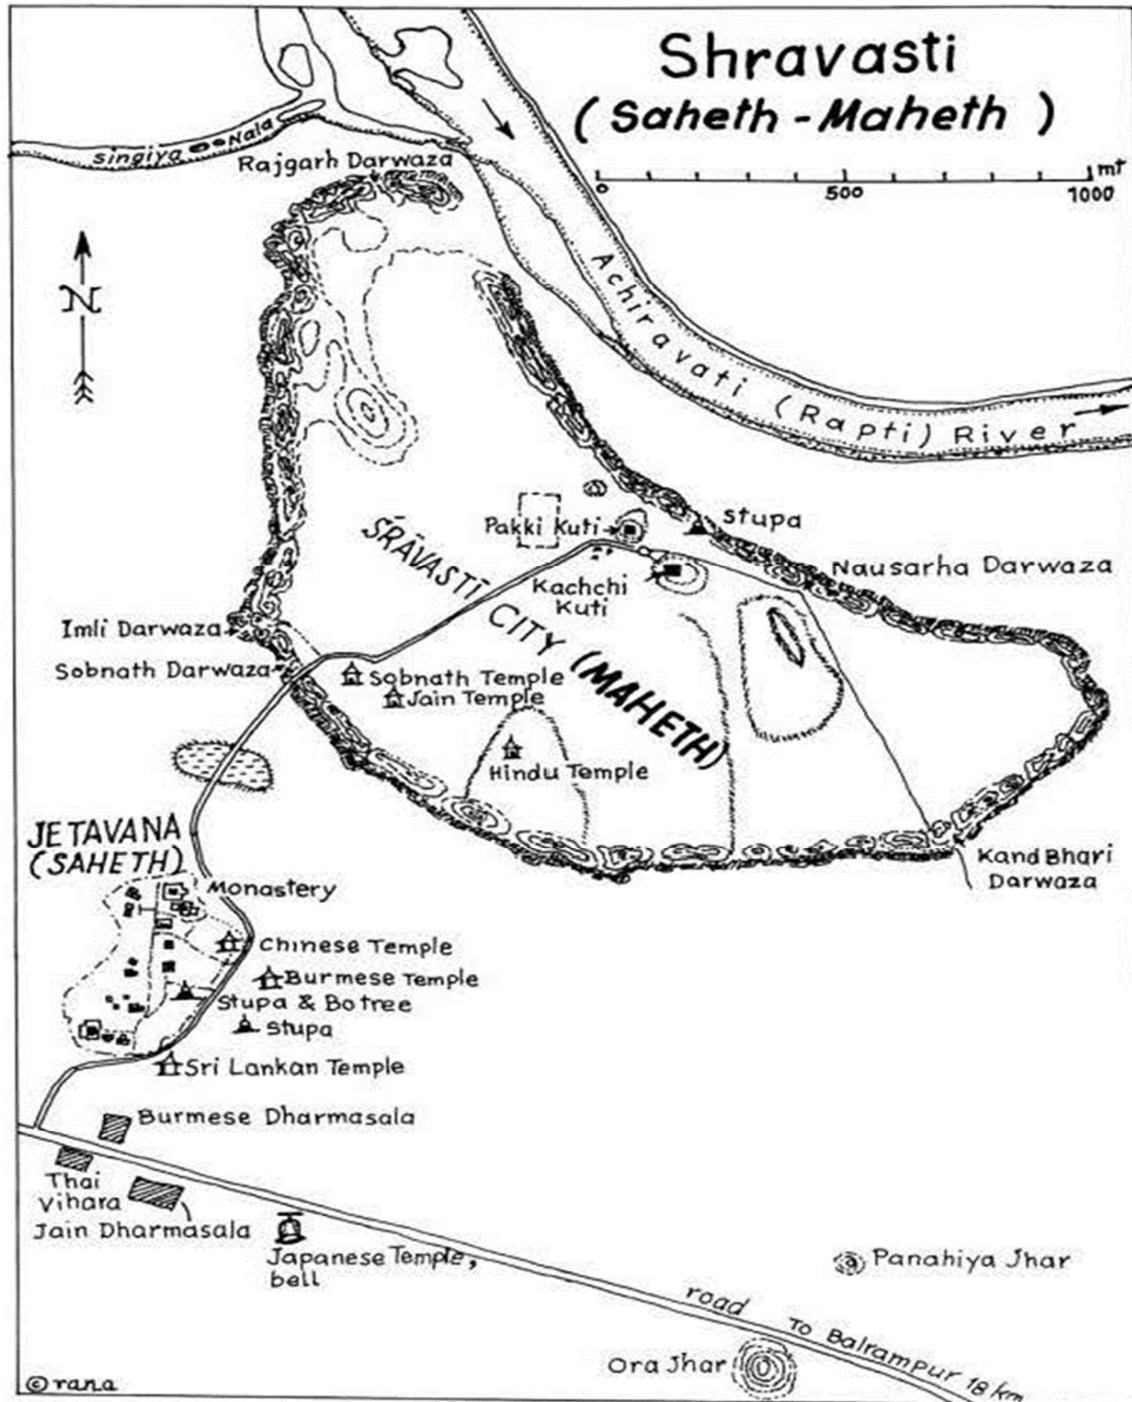 Shravasti
(Saheth - Maheth)
0 500 1000 mt
Singiya Nala
Rajgarh Darwaza
N
Achiravati (Rapti) River
Pakki Kuti
Stupa
Nausarha Darwaza
Kachchi
Kuti
ŚRĀVASTĪ CITY (MAHETH)
Imli Darwaza
Sobnath Darwaza
Sobnath Temple
Jain Temple
Hindu Temple
JETAVANA
(SAHETH)
Kand Bhari
Darwaza
Monastery
Chinese Temple
Burmese Temple
Stupa & Botree
Stupa
Sri Lankan Temple
Burmese Dharmasala
Thai
Vihara
Jain Dharmasala
Japanese Temple,
bell
Panahiya Jhar
road To Balrampur 18 km
Ora Jhar
© rana